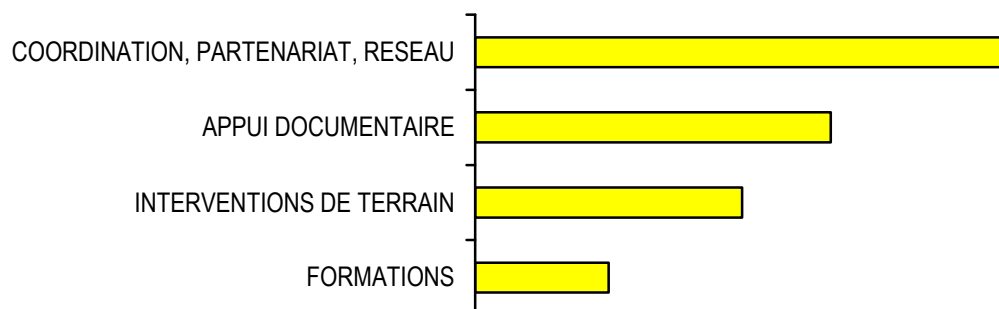 COORDINATION, PARTENARIAT, RESEAU
APPUI DOCUMENTAIRE
INTERVENTIONS DE TERRAIN
FORMATIONS